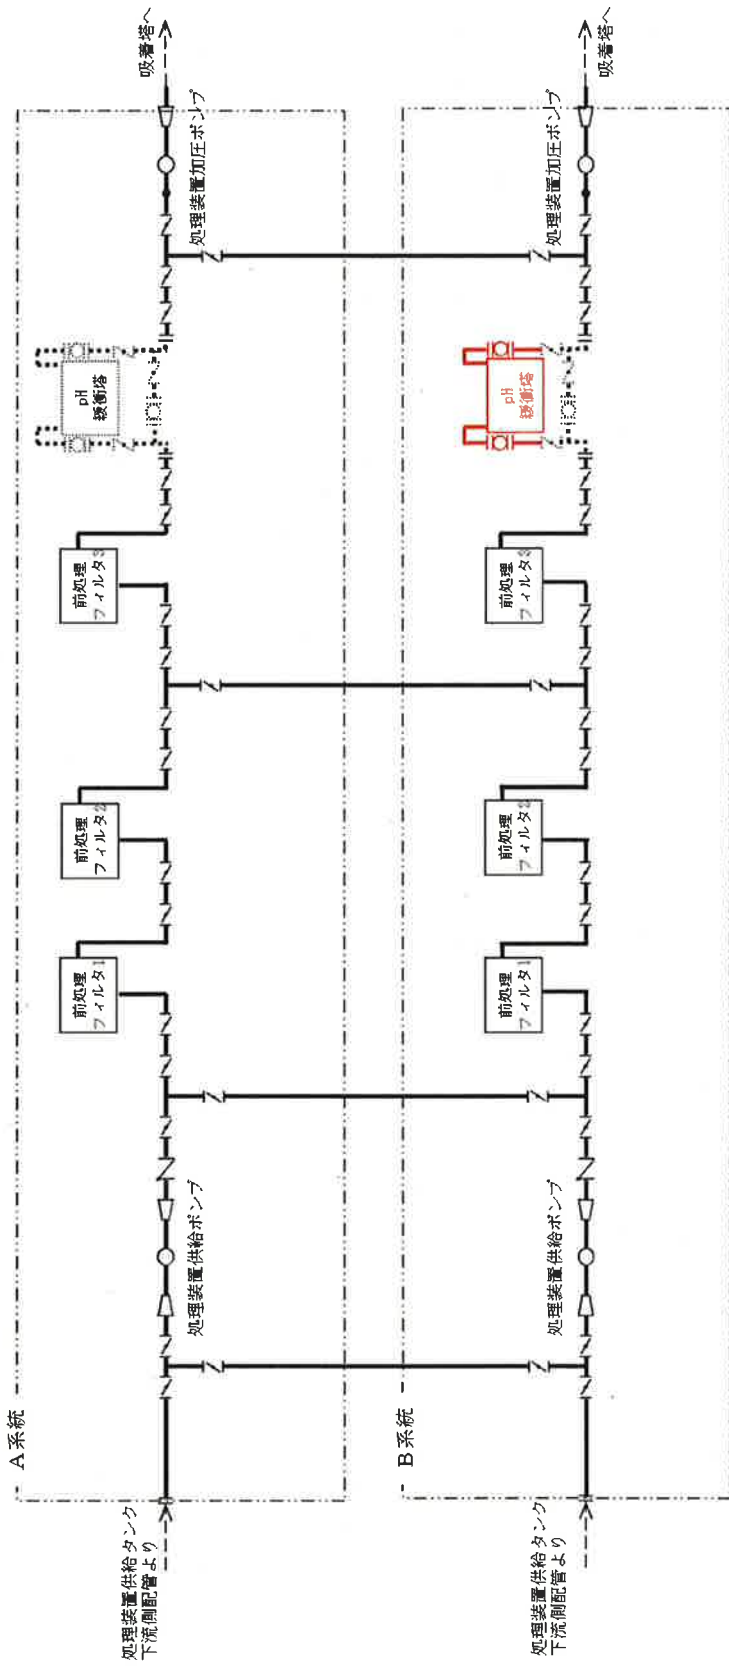 A系統
処理装置供給タンク
下流側配管より
処理装置供給ポンプ
前処理
フィルタ1
前処理
フィルタ2
前処理
フィルタ3
pH
緩衝塔
処理装置加圧ポンプ
吸着塔へ
B系統
処理装置供給タンク
下流側配管より
処理装置供給ポンプ
前処理
フィルタ1
前処理
フィルタ2
前処理
フィルタ3
pH
緩衝塔
処理装置加圧ポンプ
吸着塔へ